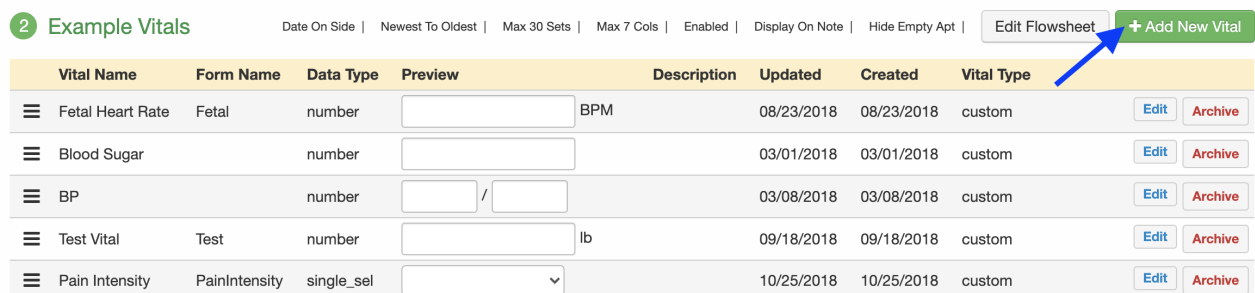 2 Example Vitals Date On Side | Newest To Oldest | Max 30 Sets | Max 7 Cols | Enabled | Display On Note | Hide Empty Apt | Edit Flowsheet + Add New Vital
Vital Name Form Name Data Type Preview Description Updated Created Vital Type
Fetal Heart Rate Fetal number BPM 08/23/2018 08/23/2018 custom Edit Archive
Blood Sugar number 03/01/2018 03/01/2018 custom Edit Archive
BP number / 03/08/2018 03/08/2018 custom Edit Archive
Test Vital Test number lb 09/18/2018 09/18/2018 custom Edit Archive
Pain Intensity PainIntensity single_sel 10/25/2018 10/25/2018 custom Edit Archive